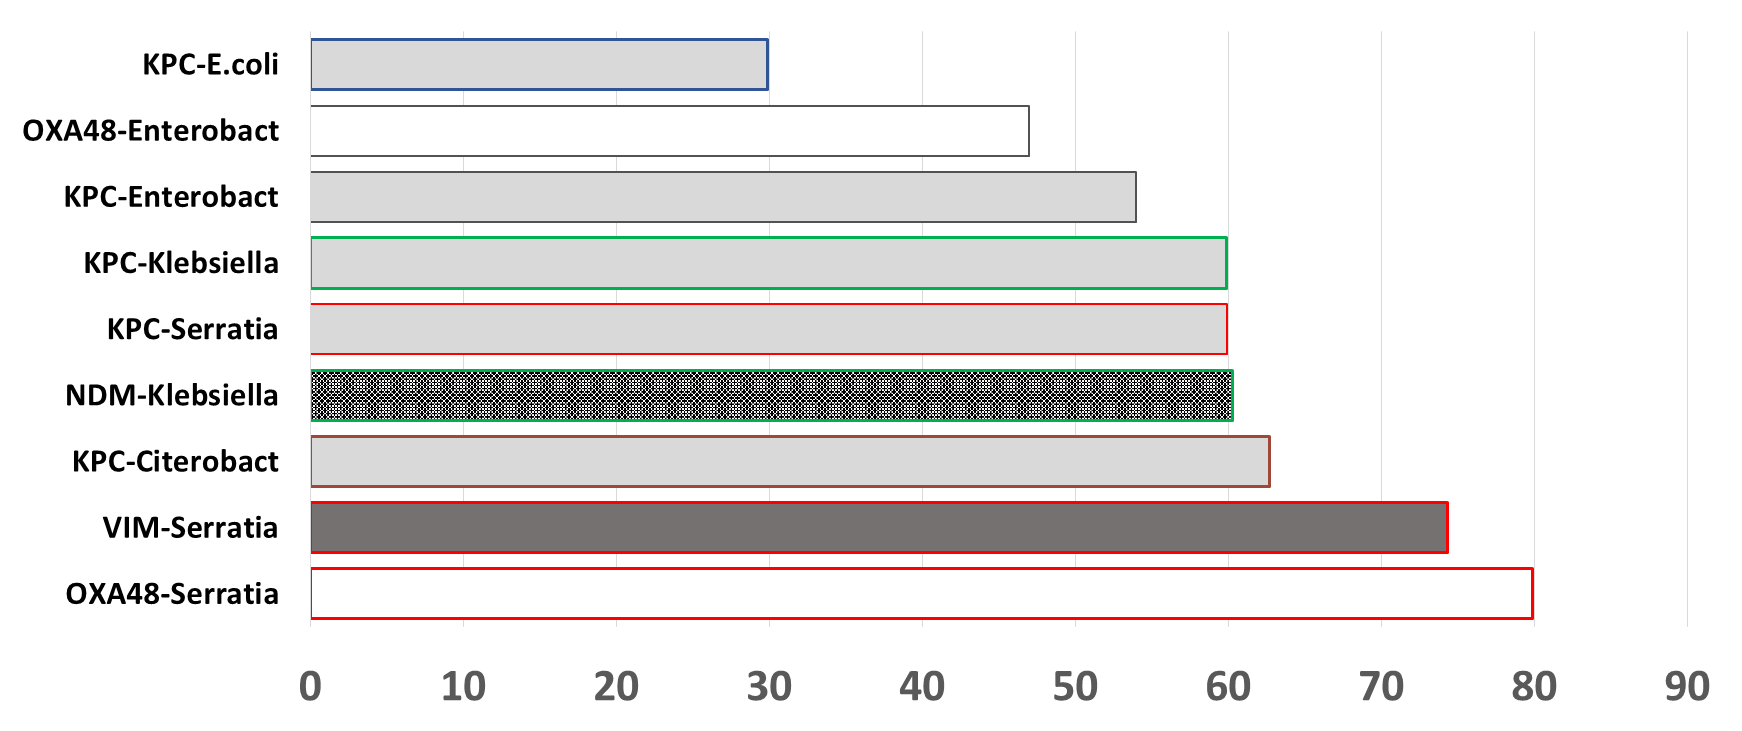 KPC-E.coli
OXA48-Enterobact
KPC-Enterobact
KPC-Klebsiella
KPC-Serratia
NDM-Klebsiella
KPC-Citerobact
VIM-Serratia
OXA48-Serratia
0 10 20 30 40 50 60 70 80 90